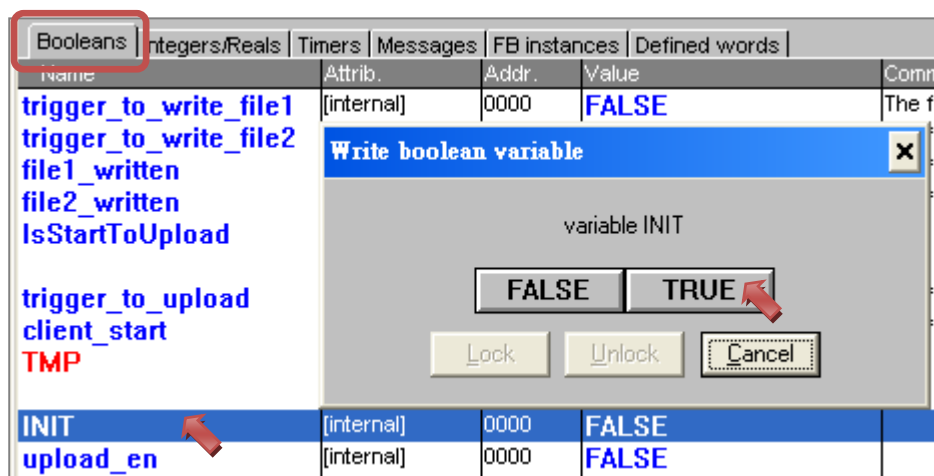 Booleans Integers/Reals Timers Messages FB instances Defined words
Name Attrib. Addr. Value
trigger_to_write_file1 [internal] 0000 FALSE The f
trigger_to_write_file2
file1_written
file2_written
IsStartToUpload
trigger_to_upload
client_start
TMP
Write boolean variable
variable INIT
FALSE TRUE
Lock Unlock Cancel
INIT [internal] 0000 FALSE
upload_en [internal] 0000 FALSE